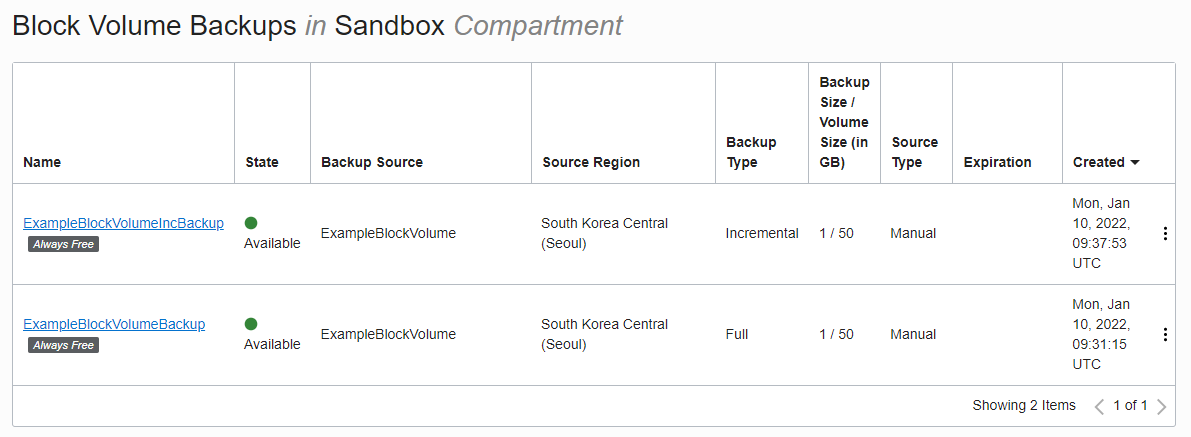 Block Volume Backups in Sandbox Compartment
Name
State
Backup Source
Source Region
Backup
Type
Backup
Size /
Volume
Size (in
GB)
Source
Type
Expiration
Created
ExampleBlockVolumeIncBackup
Always Free
Available
ExampleBlockVolume
South Korea Central
(Seoul)
Incremental
1 / 50
Manual
Mon, Jan
10, 2022,
09:37:53
UTC
ExampleBlockVolumeBackup
Always Free
Available
ExampleBlockVolume
South Korea Central
(Seoul)
Full
1 / 50
Manual
Mon, Jan
10, 2022,
09:31:15
UTC
Showing 2 Items
1 of 1